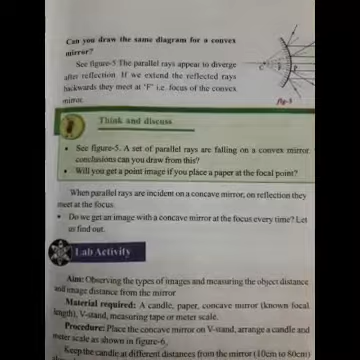 Can you draw the same diagram for a convex
mirror?
See figure-5 The parallel rays appear to diverge
after reflection. If we extend the reflected rays
backwards they meet at 'F' i.e. focus of the convex
mirror.
fig-5
Think and discuss
• See figure-5. A set of parallel rays are falling on a convex mirror
conclusions can you draw from this?
• Will you get a point image if you place a paper at the focal point?
When parallel rays are incident on a concave mirror, on reflection they
meet at the focus.
• Do we get an image with a concave mirror at the focus every time? Let
us find out.
Lab Activity
Aim: Observing the types of images and measuring the object distance
and image distance from the mirror
Material required: A candle, paper, concave mirror (known focal
length), V-stand, measuring tape or meter scale.
Procedure: Place the concave mirror on V-stand, arrange a candle and
meter scale as shown in figure-6.
Keep the candle at different distances from the mirror (10cm to 80cm)